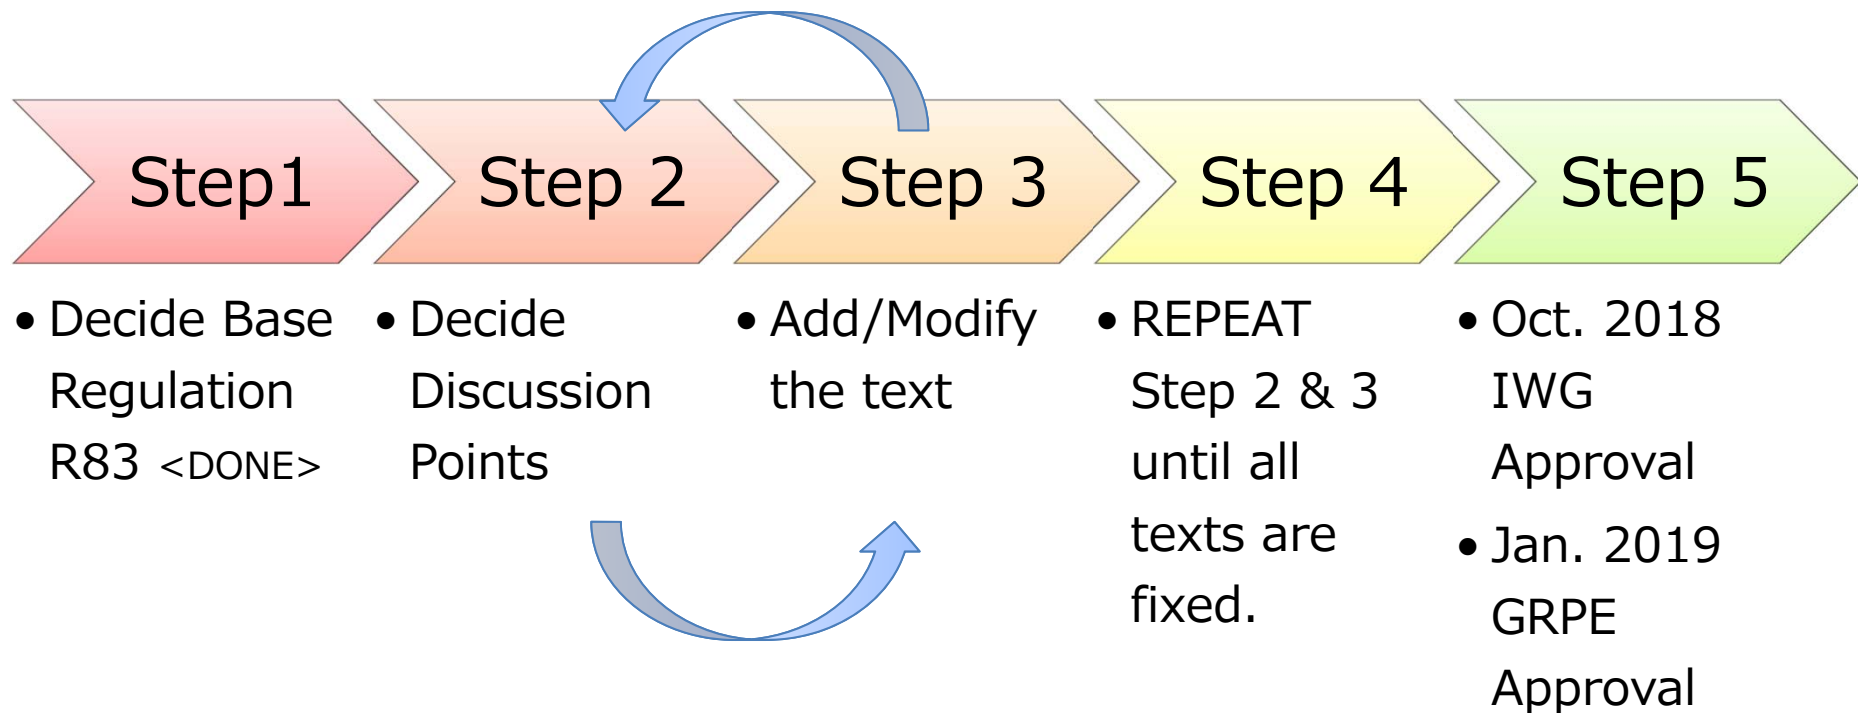 Step1
Step 2
Step 3
Step 4
Step 5
• Decide Base
Regulation
R83 <DONE>
• Decide
Discussion
Points
• Add/Modify
the text
• REPEAT
Step 2 & 3
until all
texts are
fixed.
• Oct. 2018
IWG
Approval
• Jan. 2019
GRPE
Approval